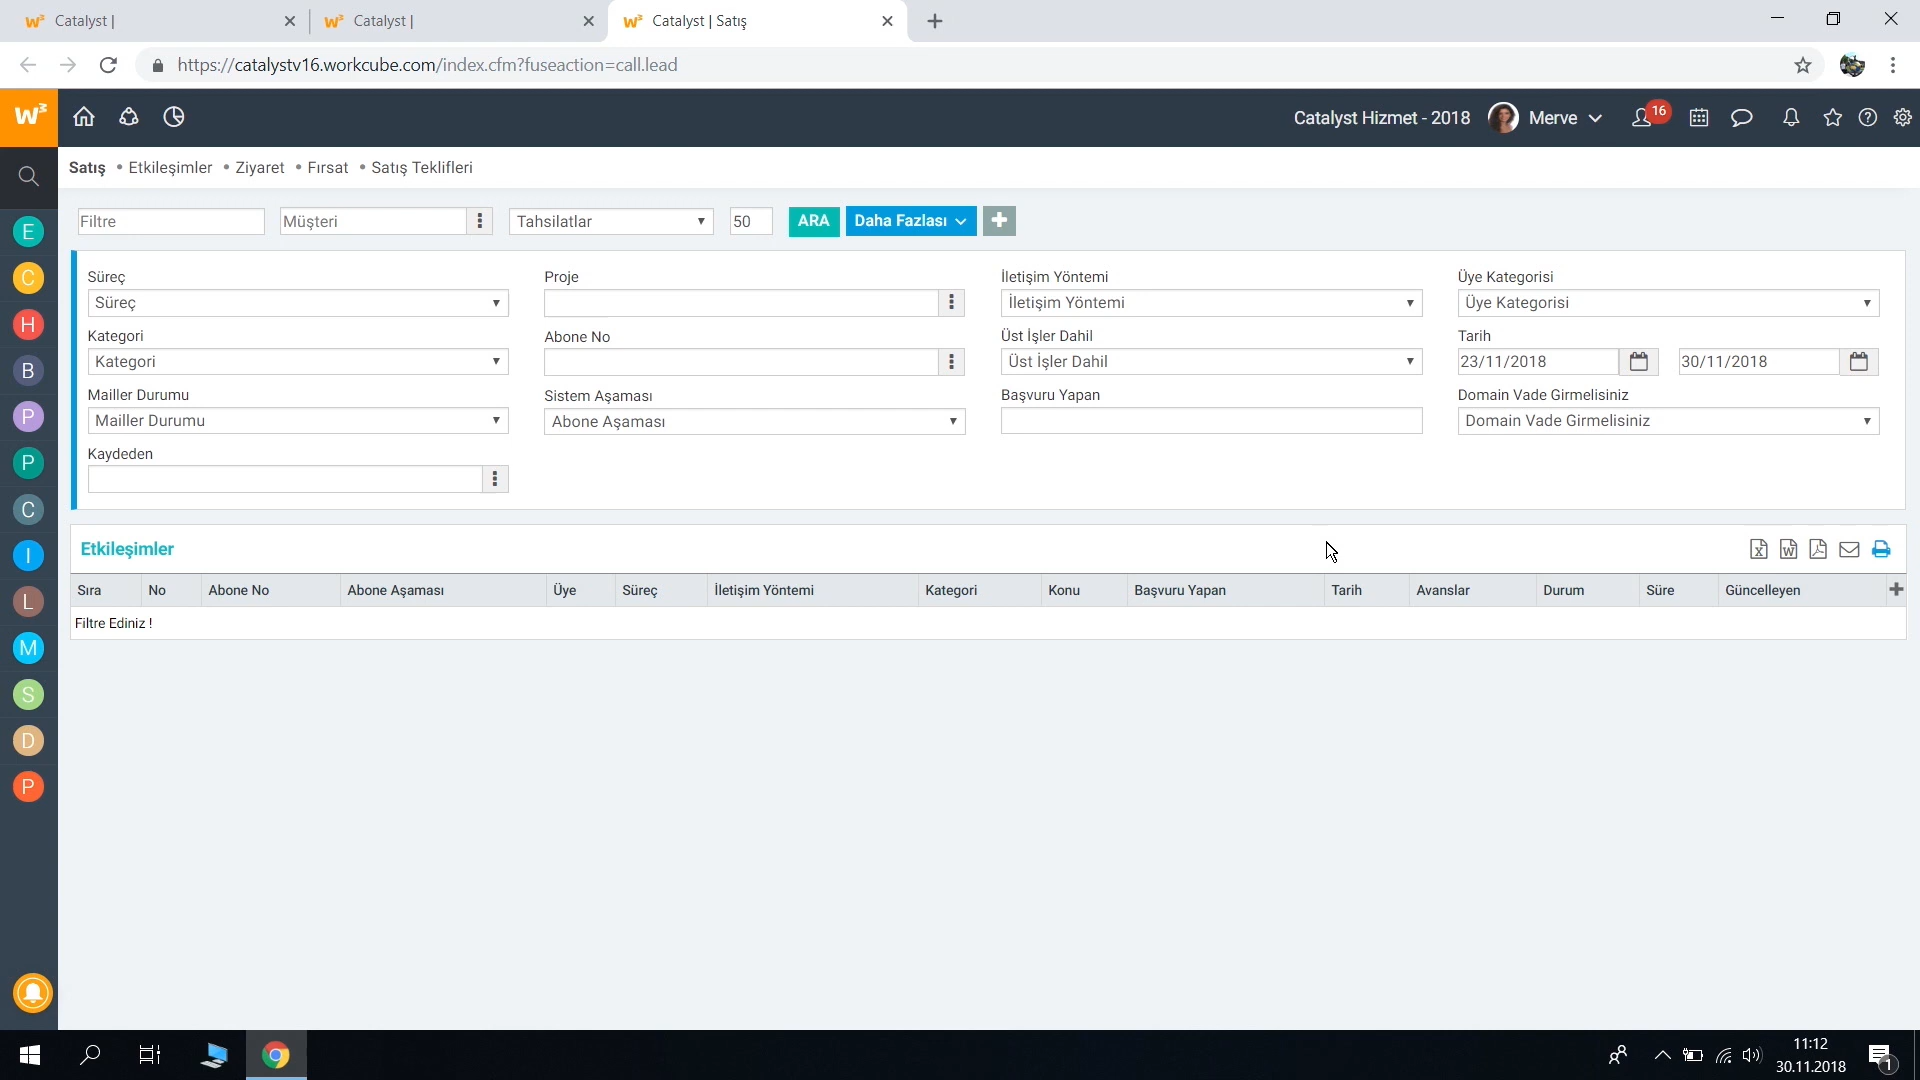 w³ Catalyst |
w³ Catalyst |
w³ Catalyst | Satış
https://catalystv16.workcube.com/index.cfm?fuseaction=call.lead
w³
Catalyst Hizmet - 2018
Merve
16
Satış • Etkileşimler • Ziyaret • Fırsat • Satış Teklifleri
Filtre
Müşteri
Tahsilatlar
50
ARA
Daha Fazlası
Süreç
Proje
İletişim Yöntemi
Üye Kategorisi
Süreç
İletişim Yöntemi
Üye Kategorisi
Kategori
Abone No
Üst İşler Dahil
Tarih
Kategori
Üst İşler Dahil
23/11/2018
30/11/2018
Mailler Durumu
Sistem Aşaması
Başvuru Yapan
Domain Vade Girmelisiniz
Mailler Durumu
Abone Aşaması
Domain Vade Girmelisiniz
Kaydeden
Etkileşimler
Sıra No Abone No Abone Aşaması Üye Süreç İletişim Yöntemi Kategori Konu Başvuru Yapan Tarih Avanslar Durum Süre Güncelleyen
Filtre Ediniz !
E
C
H
B
P
P
C
I
L
M
S
D
P
11:12
30.11.2018
1